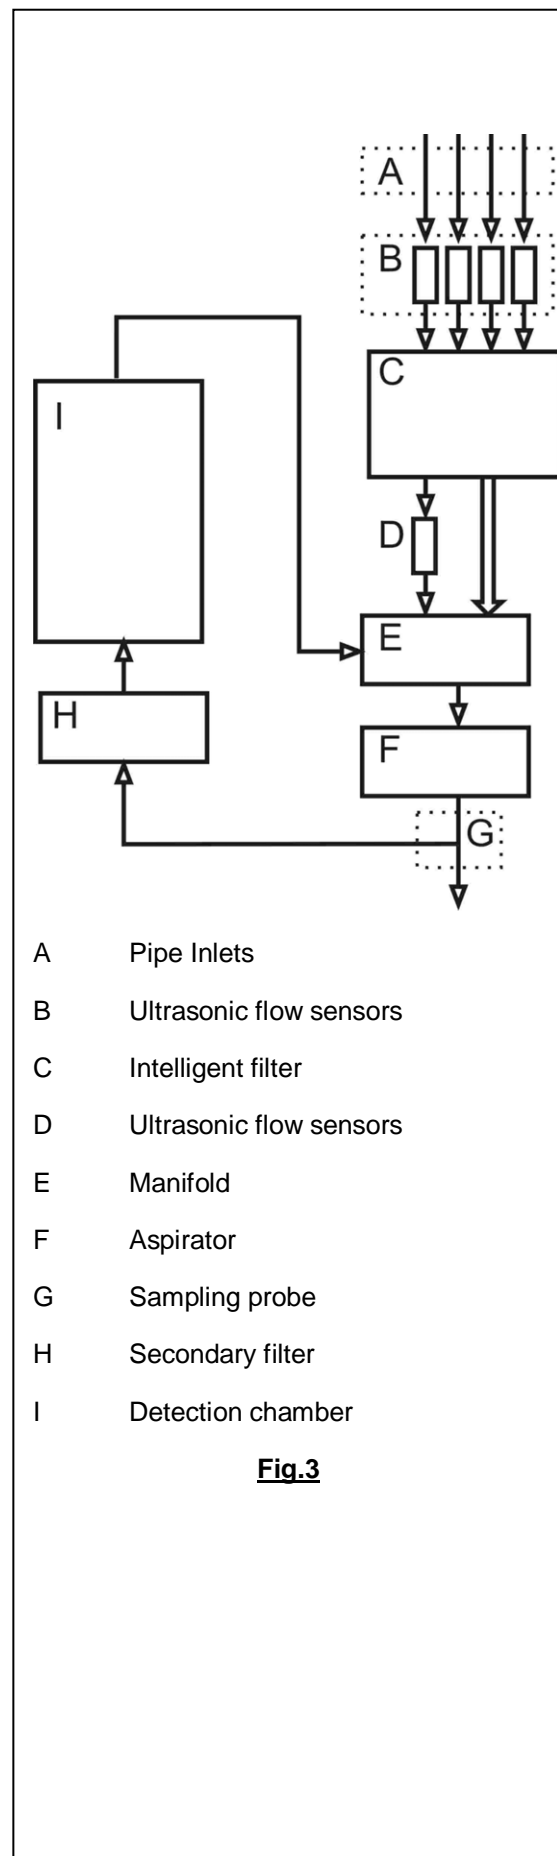 A
B
C
I
D
E
H
F
G
A Pipe Inlets
B Ultrasonic flow sensors
C Intelligent filter
D Ultrasonic flow sensors
E Manifold
F Aspirator
G Sampling probe
H Secondary filter
I Detection chamber
Fig.3